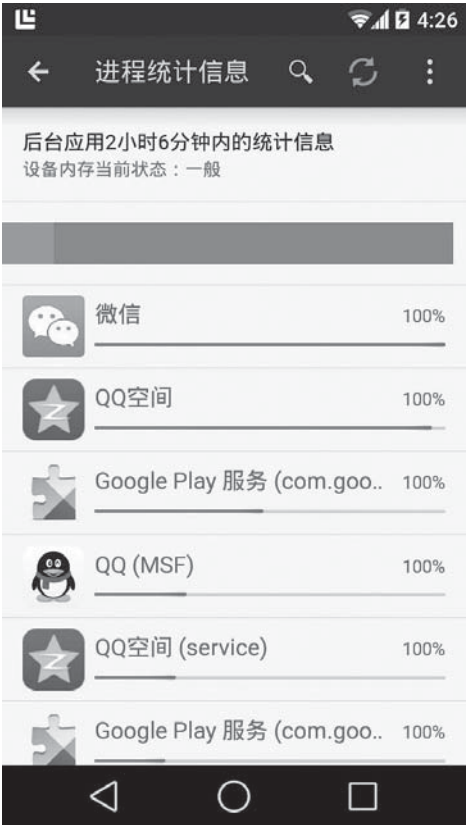 4:26
进程统计信息
后台应用2小时6分钟内的统计信息
设备内存当前状态：一般
微信 100%
QQ空间 100%
Google Play 服务 (com.goo.. 100%
QQ (MSF) 100%
QQ空间 (service) 100%
Google Play 服务 (com.goo.. 100%